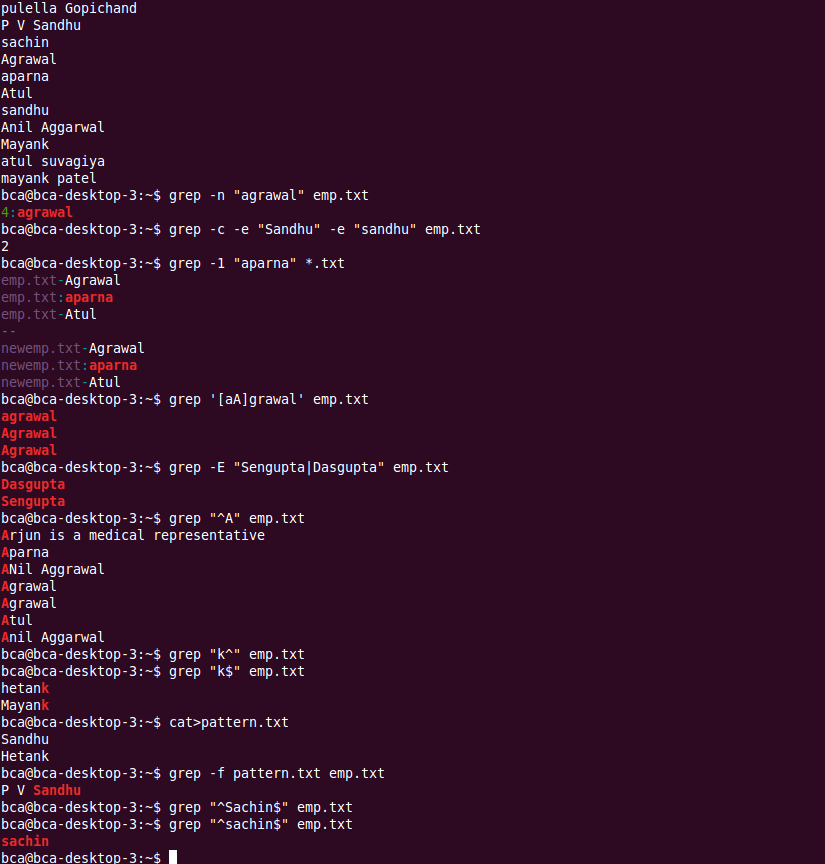 pulella Gopichand
P V Sandhu
sachin
Agrawal
aparna
Atul
sandhu
Anil Aggarwal
Mayank
atul suvagiya
mayank patel
bca@bca-desktop-3:~$ grep -n "agrawal" emp.txt
4:agrawal
bca@bca-desktop-3:~$ grep -c -e "Sandhu" -e "sandhu" emp.txt
2
bca@bca-desktop-3:~$ grep -1 "aparna" *.txt
emp.txt-Agrawal
emp.txt:aparna
emp.txt-Atul
--
newemp.txt-Agrawal
newemp.txt:aparna
newemp.txt-Atul
bca@bca-desktop-3:~$ grep '[aA]grawal' emp.txt
agrawal
Agrawal
Agrawal
bca@bca-desktop-3:~$ grep -E "Sengupta|Dasgupta" emp.txt
Dasgupta
Sengupta
bca@bca-desktop-3:~$ grep "^A" emp.txt
Arjun is a medical representative
Aparna
ANil Aggrawal
Agrawal
Agrawal
Atul
Anil Aggarwal
bca@bca-desktop-3:~$ grep "k^" emp.txt
bca@bca-desktop-3:~$ grep "k$" emp.txt
hetank
Mayank
bca@bca-desktop-3:~$ cat>pattern.txt
Sandhu
Hetank
bca@bca-desktop-3:~$ grep -f pattern.txt emp.txt
P V Sandhu
bca@bca-desktop-3:~$ grep "^Sachin$" emp.txt
bca@bca-desktop-3:~$ grep "^sachin$" emp.txt
sachin
bca@bca-desktop-3:~$